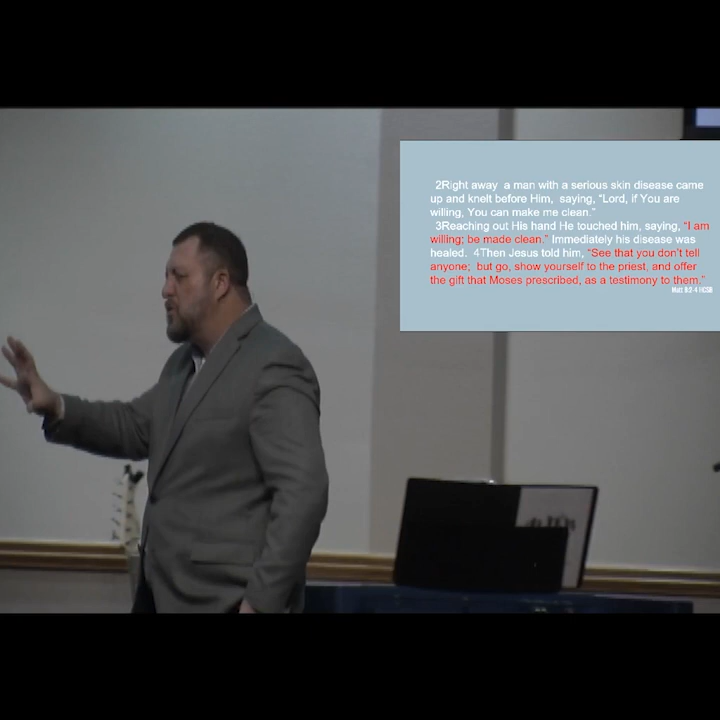 2Right away a man with a serious skin disease came
up and knelt before Him, saying, “Lord, if You are
willing, You can make me clean.”
3Reaching out His hand He touched him, saying, “I am
willing; be made clean.” Immediately his disease was
healed. 4Then Jesus told him, “See that you don’t tell
anyone; but go, show yourself to the priest, and offer
the gift that Moses prescribed, as a testimony to them.”
Matt 8:2-4 HCSB